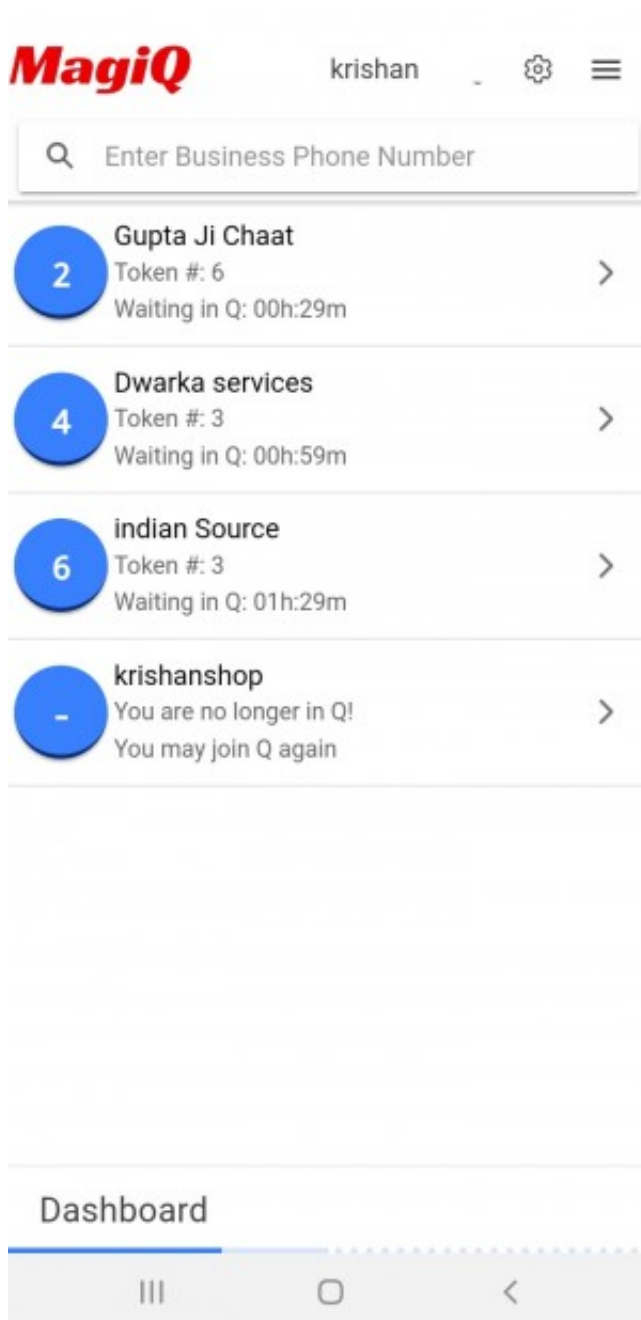 MagiQ krishan
Enter Business Phone Number
Gupta Ji Chaat
2
Token #: 6
Waiting in Q: 00h:29m
Dwarka services
4
Token #: 3
Waiting in Q: 00h:59m
indian Source
6
Token #: 3
Waiting in Q: 01h:29m
krishanshop
-
You are no longer in Q!
You may join Q again
Dashboard